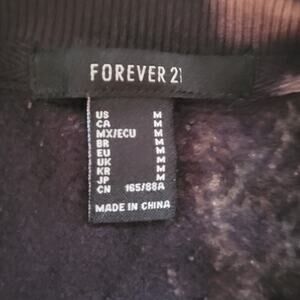 FOREVER 21
US M
CA M
MX/ECU M
BR M
EU M
UK M
KR M
JP M
CN 165/88A
MADE IN CHINA